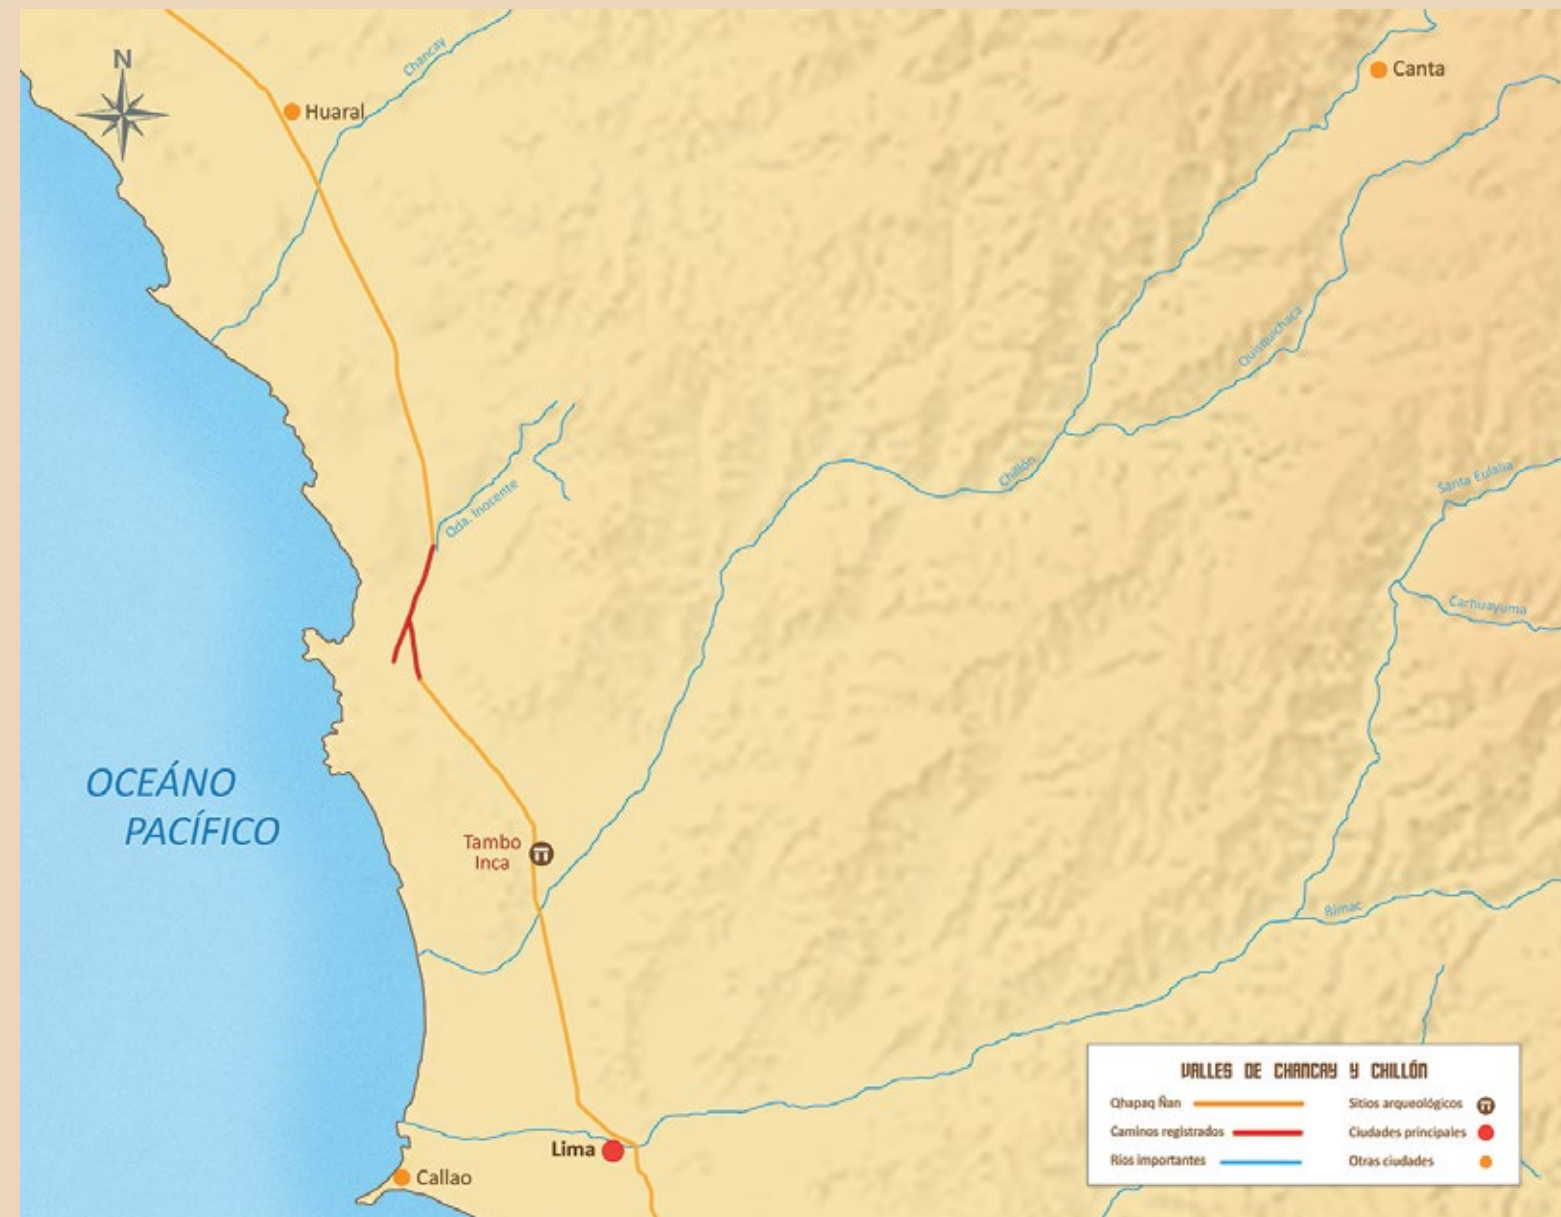 N
Chancay
Canta
Huaral
Quisquichaca
Chillón
Santa Eulalia
Qda. Inocente
Carhuayuma
OCEÁNO
PACÍFICO
Tambo
Inca
Rímac
Lima
Callao
VALLES DE CHANCAY Y CHILLÓN
Qhapaq Ñan
Sitios arqueológicos
Caminos registrados
Ciudades principales
Ríos importantes
Otras ciudades